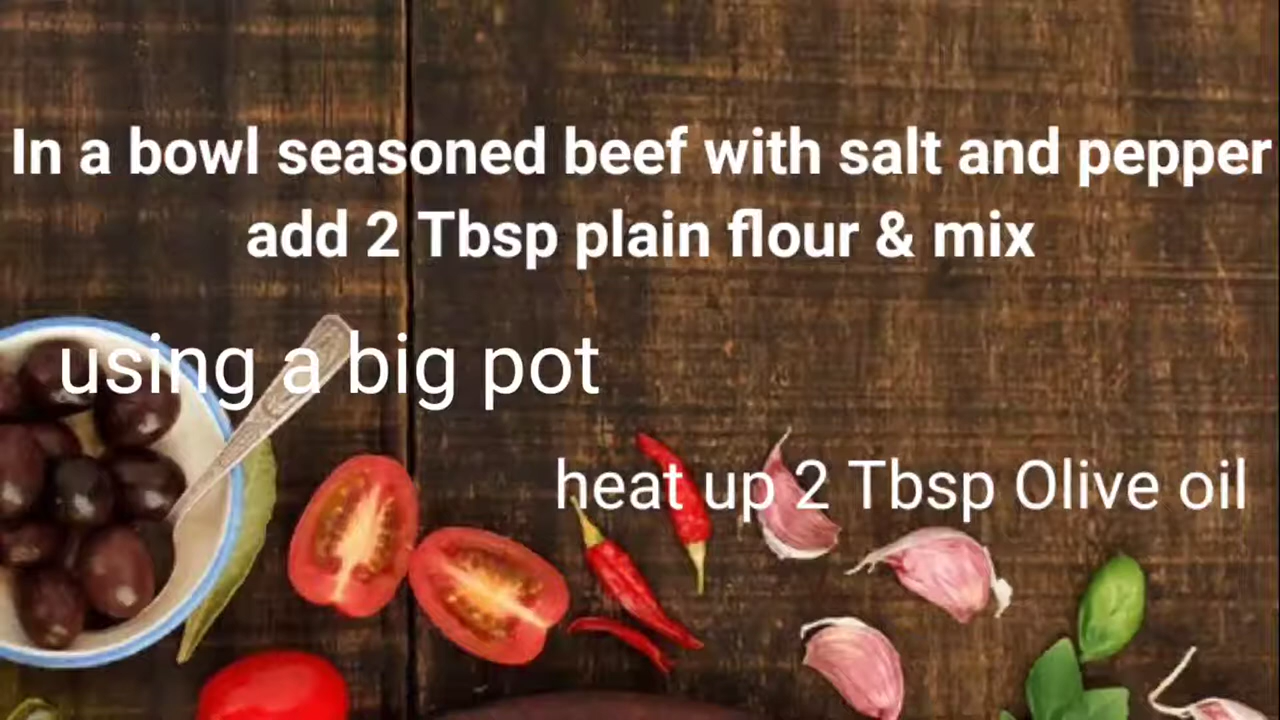 In a bowl seasoned beef with salt and pepper
add 2 Tbsp plain flour & mix
using a big pot
heat up 2 Tbsp Olive oil